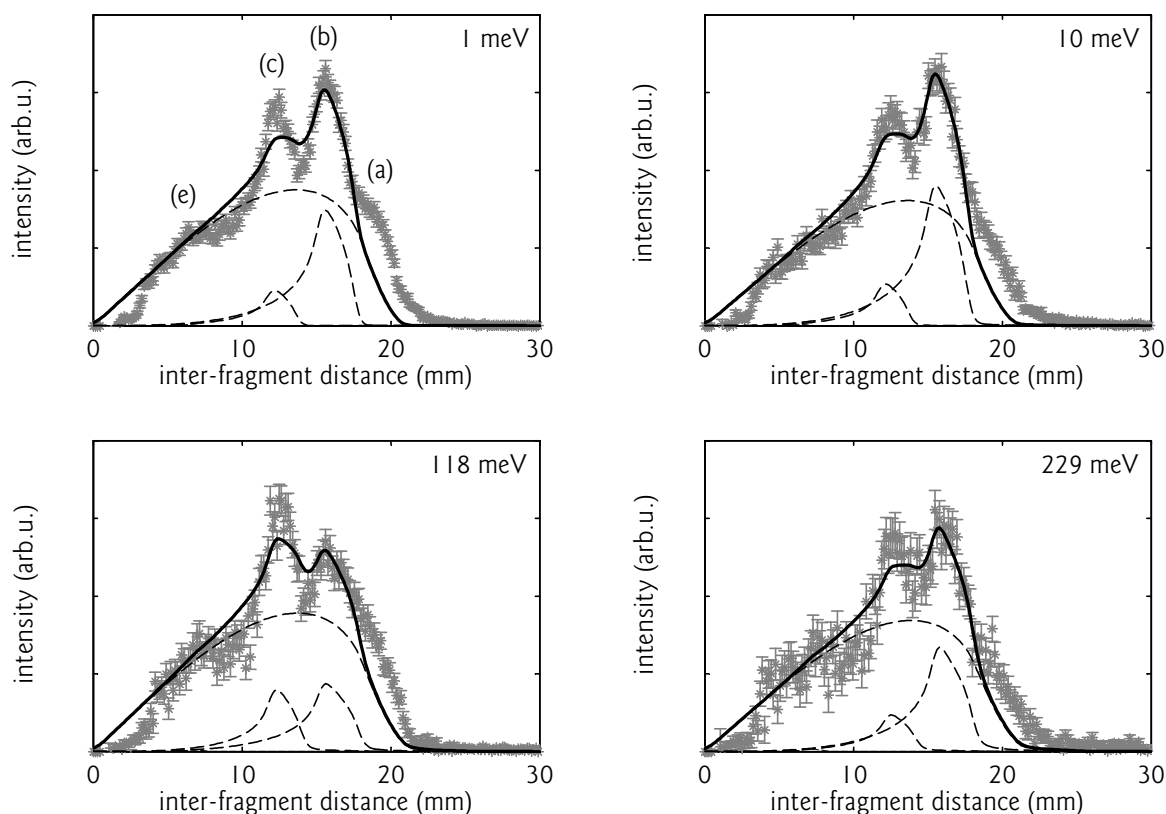 1 meV
(b)
(c)
(a)
(e)
intensity (arb.u.)
0 10 20 30
inter-fragment distance (mm)
10 meV
intensity (arb.u.)
0 10 20 30
inter-fragment distance (mm)
118 meV
intensity (arb.u.)
0 10 20 30
inter-fragment distance (mm)
229 meV
intensity (arb.u.)
0 10 20 30
inter-fragment distance (mm)